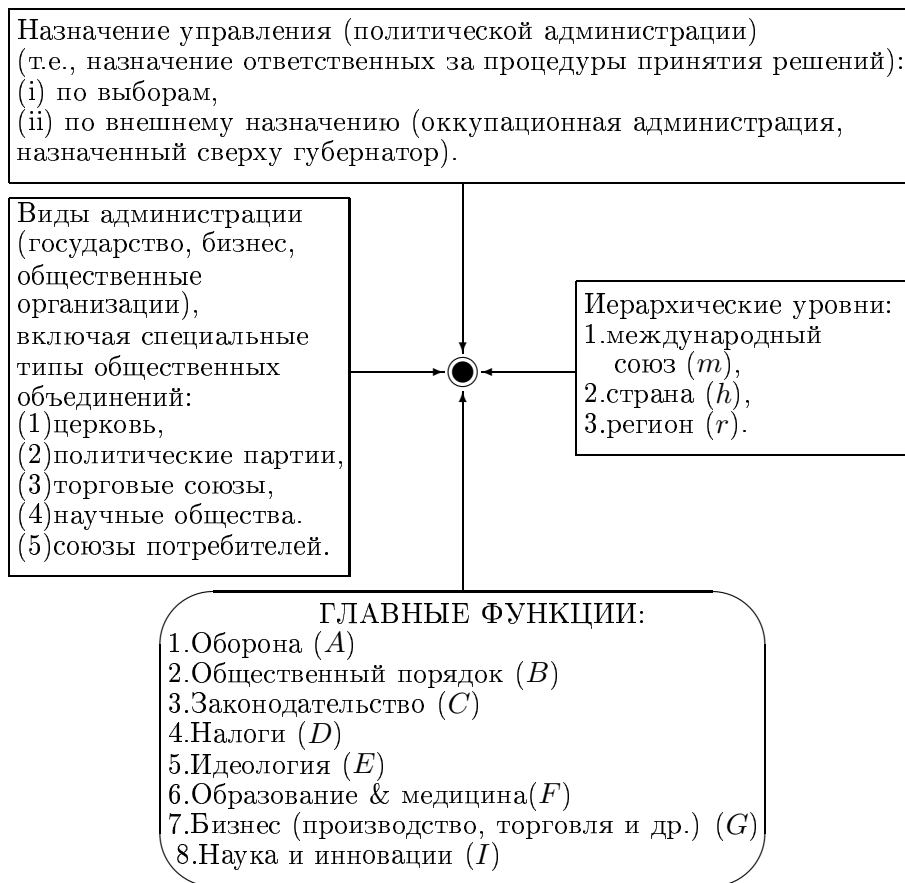 Назначение управления (политической администрации)
(т.е., назначение ответственных за процедуры принятия решений):
(i) по выборам,
(ii) по внешнему назначению (оккупационная администрация,
назначенный сверху губернатор).
Виды администрации
(государство, бизнес,
общественные
организации),
включая специальные
типы общественных
объединений:
(1)церковь,
(2)политические партии,
(3)торговые союзы,
(4)научные общества.
(5)союзы потребителей.
Иерархические уровни:
1.международный
союз (m),
2.страна (h),
3.регион (r).
ГЛАВНЫЕ ФУНКЦИИ:
1.Оборона (A)
2.Общественный порядок (B)
3.Законодательство (C)
4.Налоги (D)
5.Идеология (E)
6.Образование & медицина(F)
7.Бизнес (производство, торговля и др.) (G)
8.Наука и инновации (I)